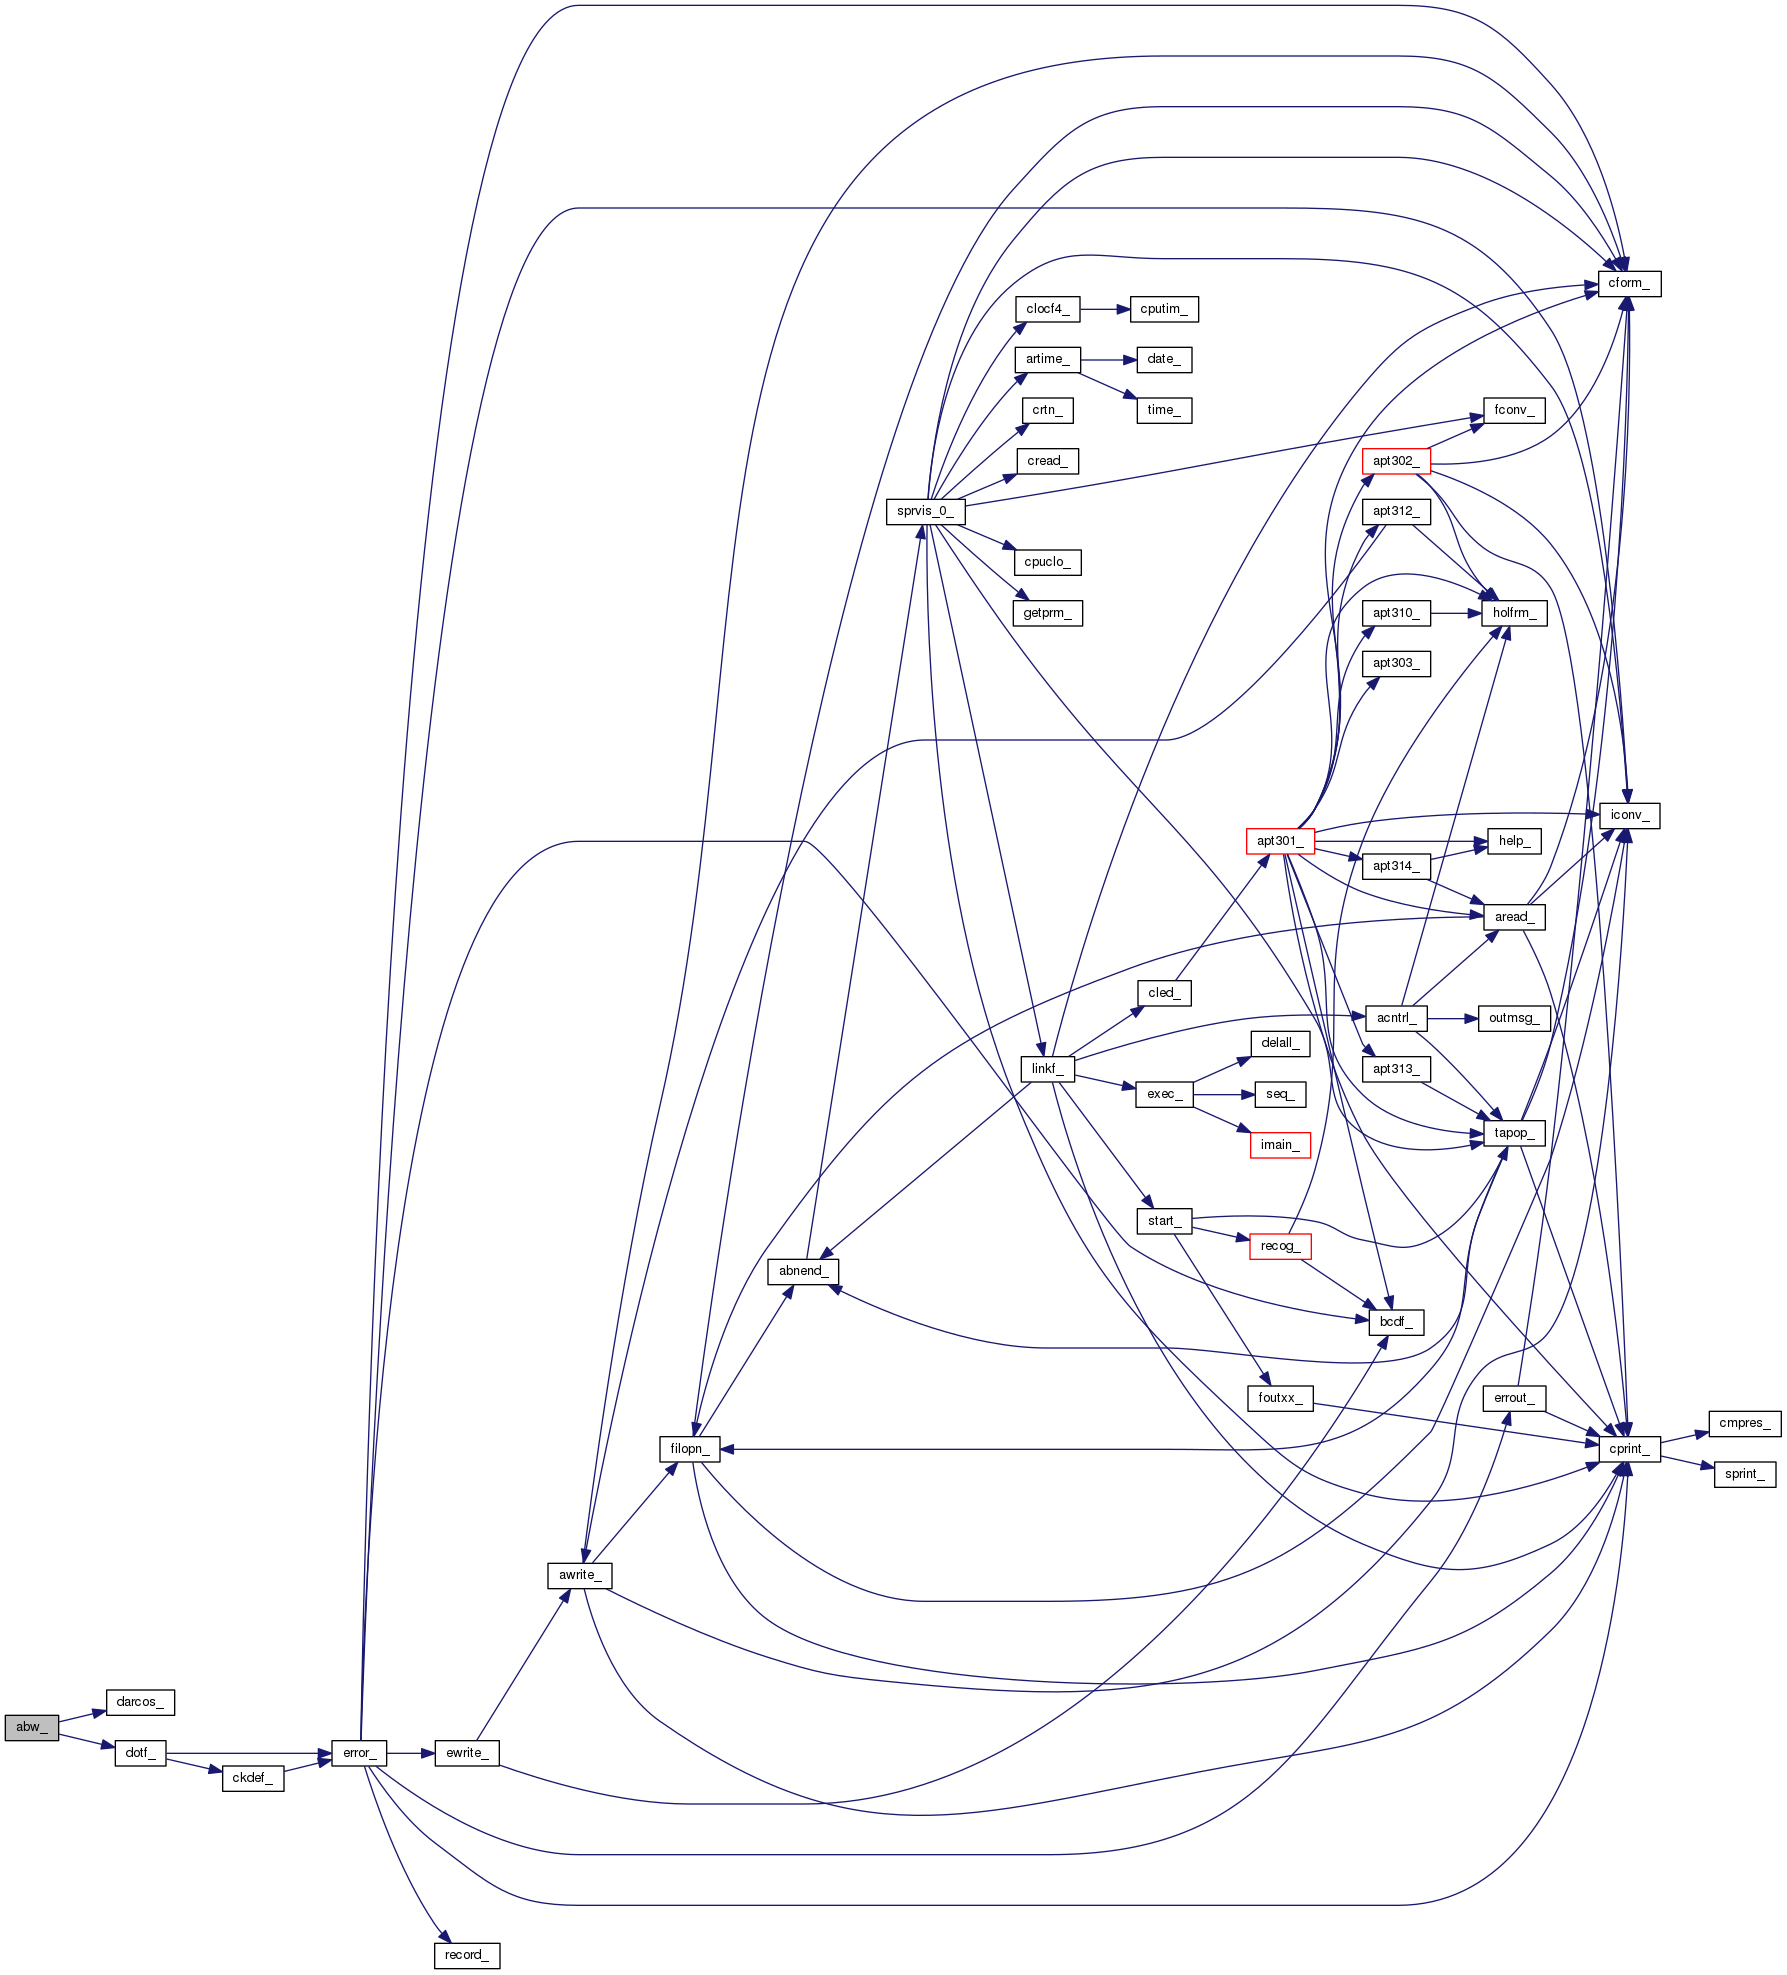 cform_
clocf4_
cputim_
artime_
date_
crtn_
time_
fconv_
cread_
apt302_
sprvis_0_
apt312_
cpuclo_
getprm_
apt310_
holfrm_
apt303_
iconv_
apt301_
help_
apt314_
aread_
cled_
acntrl_
outmsg_
delall_
linkf_
apt313_
exec_
seq_
tapop_
imain_
start_
recog_
abnend_
bcdf_
foutxx_
errout_
cmpres_
filopn_
cprint_
sprint_
awrite_
darcos_
abw_
dotf_
error_
ewrite_
ckdef_
record_